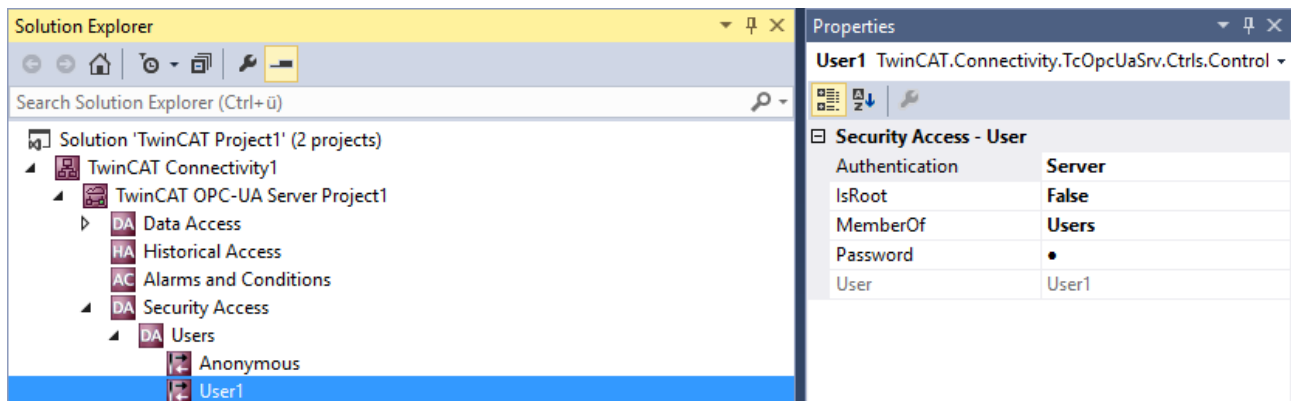 Solution Explorer
Search Solution Explorer (Ctrl+ü)
Solution 'TwinCAT Project1' (2 projects)
TwinCAT Connectivity1
TwinCAT OPC-UA Server Project1
DA Data Access
HA Historical Access
AC Alarms and Conditions
DA Security Access
DA Users
Anonymous
User1
Properties
User1 TwinCAT.Connectivity.TcOpcUaSrv.Ctrls.Control
Security Access - User
Authentication Server
IsRoot False
MemberOf Users
Password ●
User User1